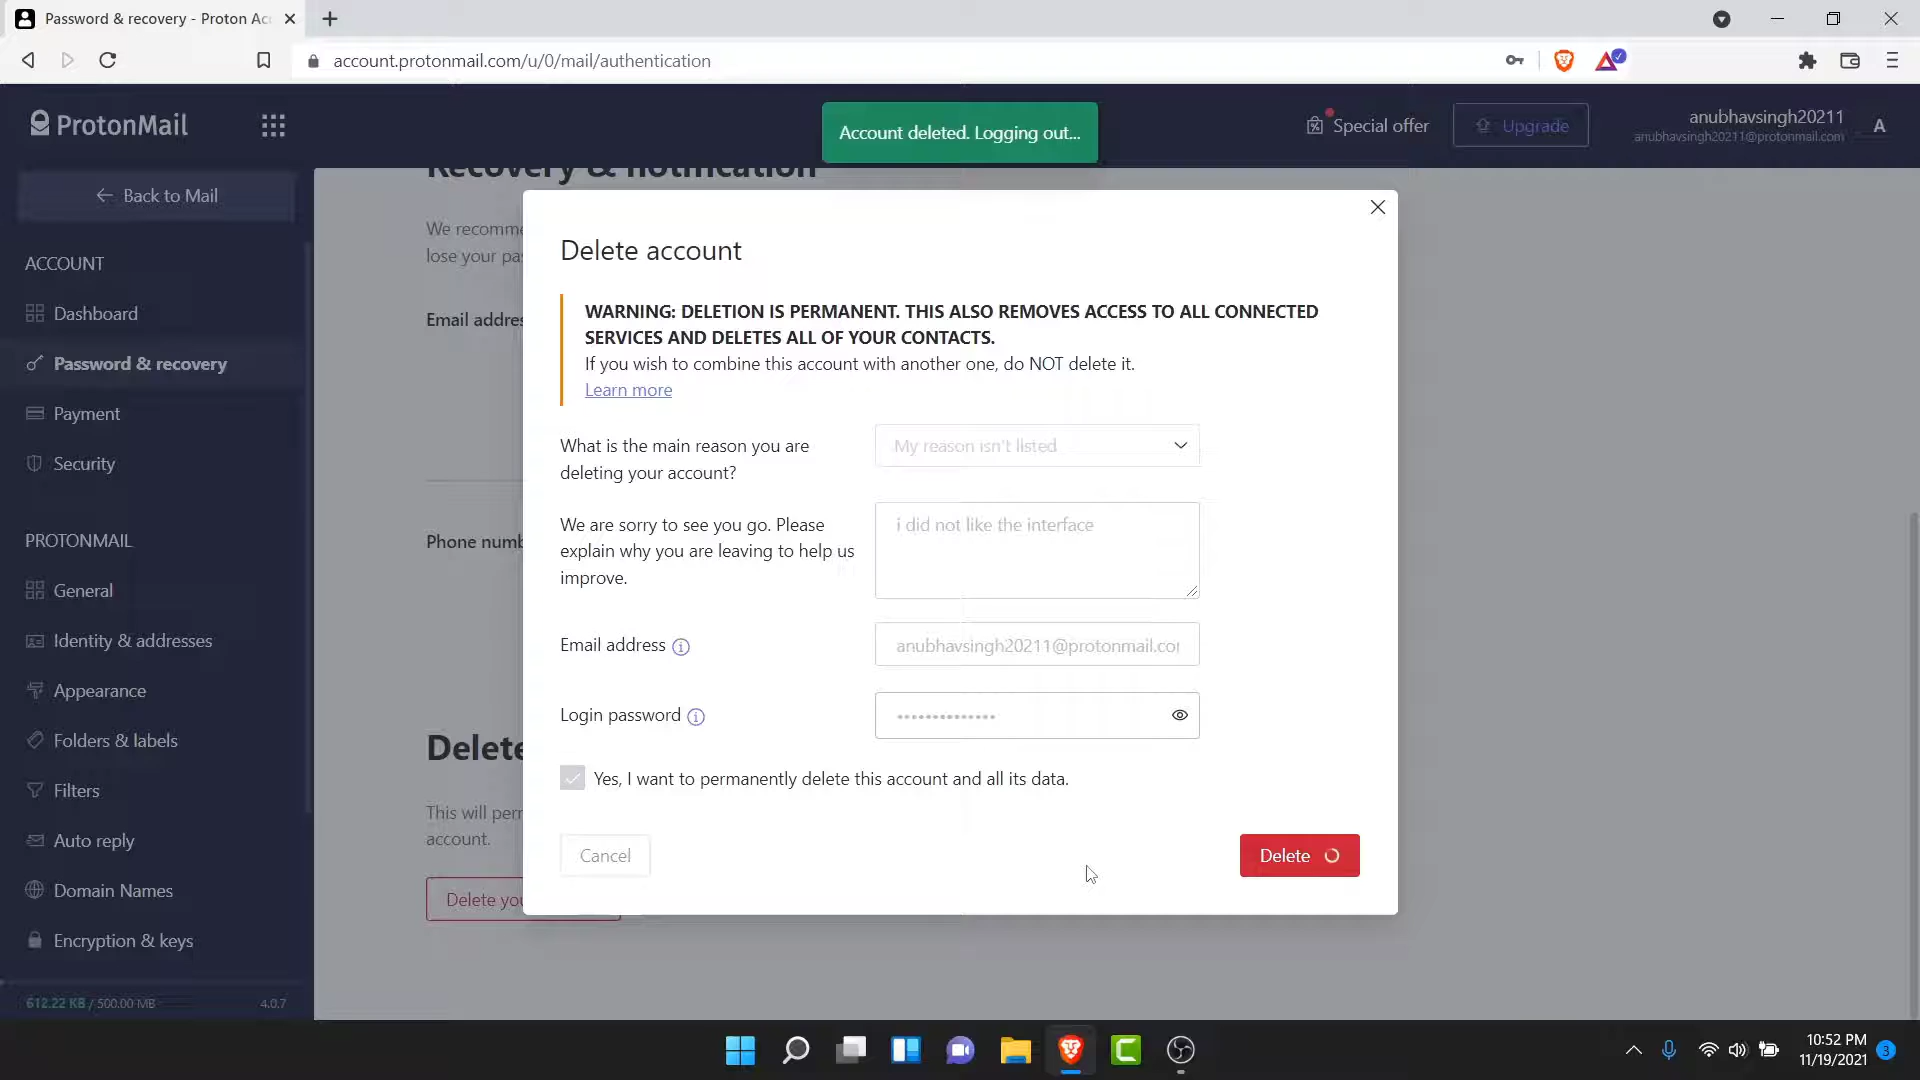 Password & recovery - Proton Ac
account.protonmail.com/u/0/mail/authentication
ProtonMail
Account deleted. Logging out...
Special offer
Upgrade
anubhavsingh20211
anubhavsingh20211@protonmail.com
A
Back to Mail
ACCOUNT
Dashboard
Password & recovery
Payment
Security
PROTONMAIL
General
Identity & addresses
Appearance
Folders & labels
Filters
Auto reply
Domain Names
Encryption & keys
612.22 KB / 500.00 MB
4.0.7
Recovery & notification
We recomme
lose your pas
Email addres
Phone numb
Delete
This will perr
account.
Delete you
Delete account
WARNING: DELETION IS PERMANENT. THIS ALSO REMOVES ACCESS TO ALL CONNECTED
SERVICES AND DELETES ALL OF YOUR CONTACTS.
If you wish to combine this account with another one, do NOT delete it.
Learn more
What is the main reason you are
deleting your account?
My reason isn't listed
We are sorry to see you go. Please
explain why you are leaving to help us
improve.
i did not like the interface
Email address
anubhavsingh20211@protonmail.co
Login password
Yes, I want to permanently delete this account and all its data.
Cancel
Delete
10:52 PM
11/19/2021
3